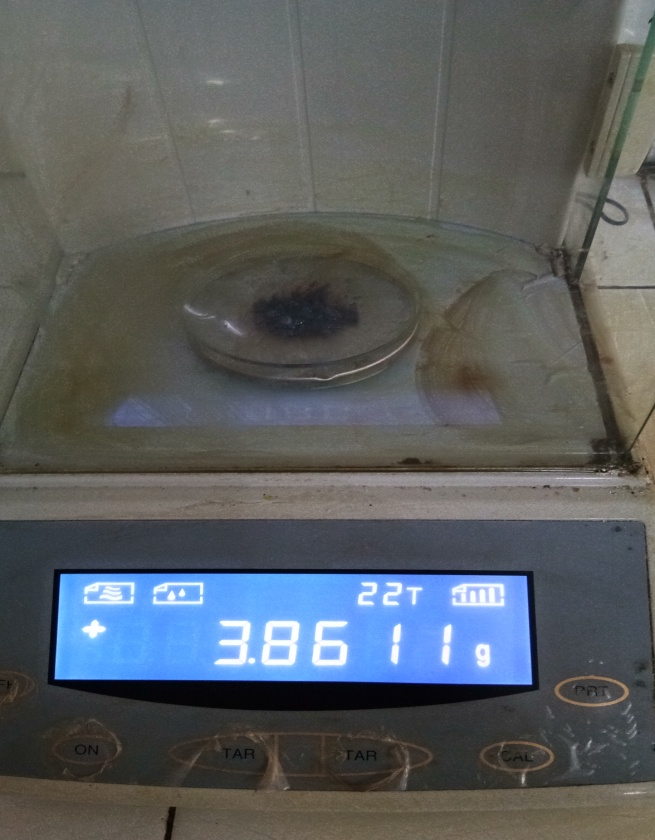 22T
+ 3.8611 g
PRT
ON TAR TAR CAL